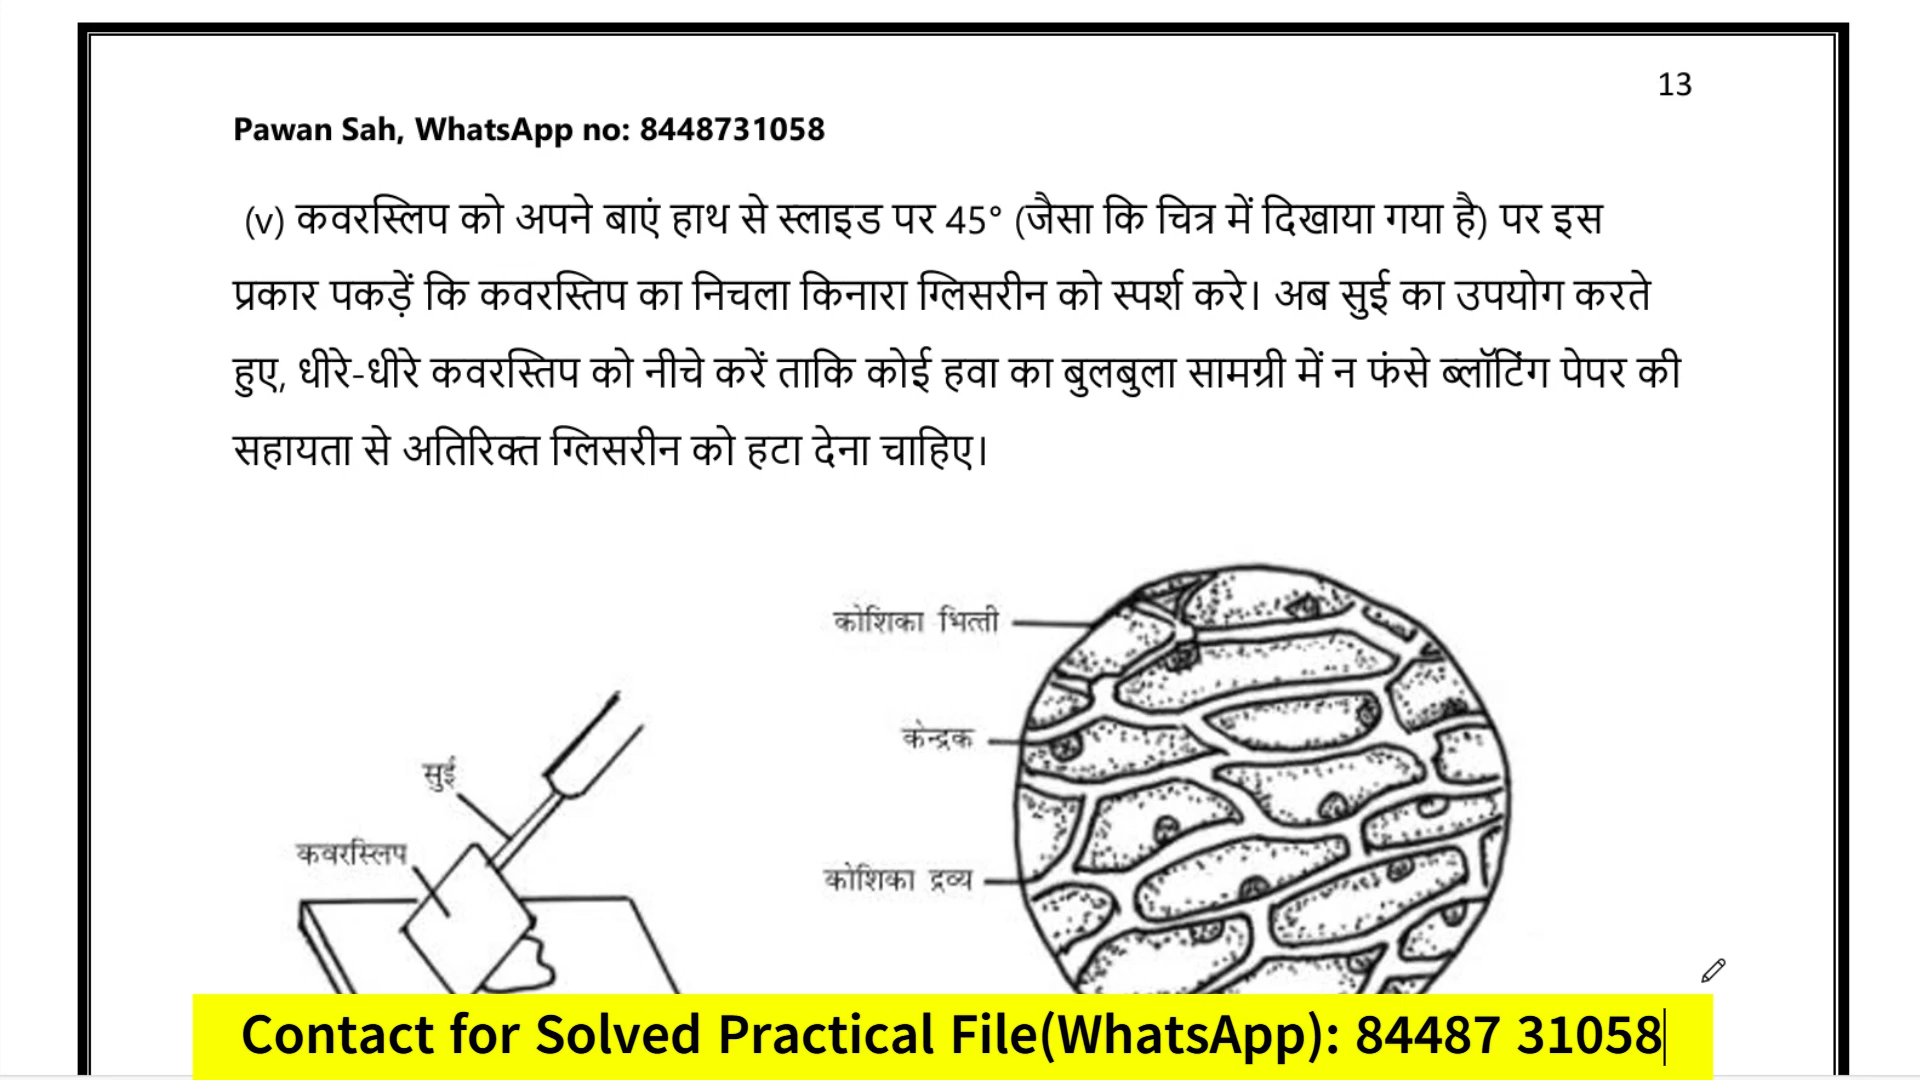 13
Pawan Sah, WhatsApp no: 8448731058
(v) कवरस्लिप को अपने बाएं हाथ से स्लाइड पर 45° (जैसा कि चित्र में दिखाया गया है) पर इस
प्रकार पकड़ें कि कवरस्तिप का निचला किनारा ग्लिसरीन को स्पर्श करे। अब सुई का उपयोग करते
हुए, धीरे-धीरे कवरस्तिप को नीचे करें ताकि कोई हवा का बुलबुला सामग्री में न फंसे ब्लॉटिंग पेपर की
सहायता से अतिरिक्त ग्लिसरीन को हटा देना चाहिए।
कोशिका भित्ती
केन्द्रक
सुई
कवरस्लिप
कोशिका द्रव्य
Contact for Solved Practical File(WhatsApp): 84487 31058